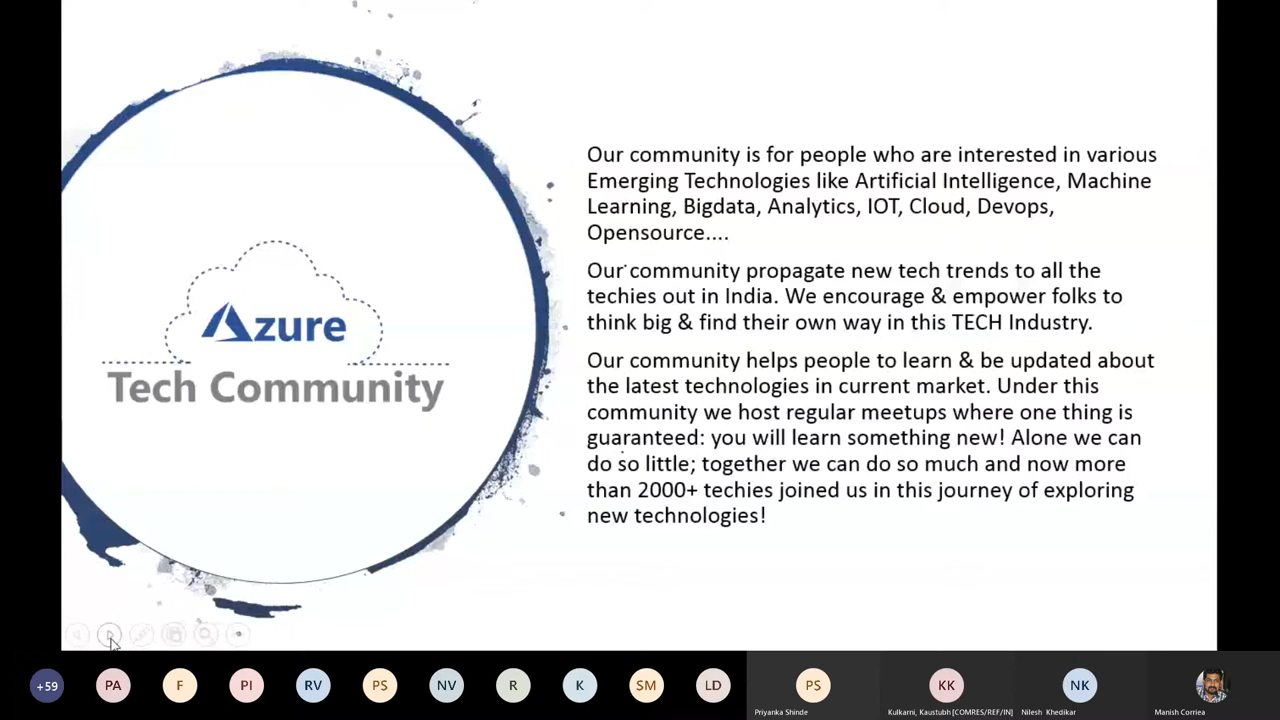 Our community is for people who are interested in various
Emerging Technologies like Artificial Intelligence, Machine
Learning, Bigdata, Analytics, IOT, Cloud, Devops,
Opensource....
Our community propagate new tech trends to all the
techies out in India. We encourage & empower folks to
think big & find their own way in this TECH Industry.
Our community helps people to learn & be updated about
the latest technologies in current market. Under this
community we host regular meetups where one thing is
guaranteed: you will learn something new! Alone we can
do so little; together we can do so much and now more
than 2000+ techies joined us in this journey of exploring
new technologies!
Azure
Tech Community
+59 PA F PI RV PS NV R K SM LD PS KK NK
Priyanka Shinde Kulkarni, Kaustubh [COMRES/REF/IN] Nilesh Khedikar Manish Corriea